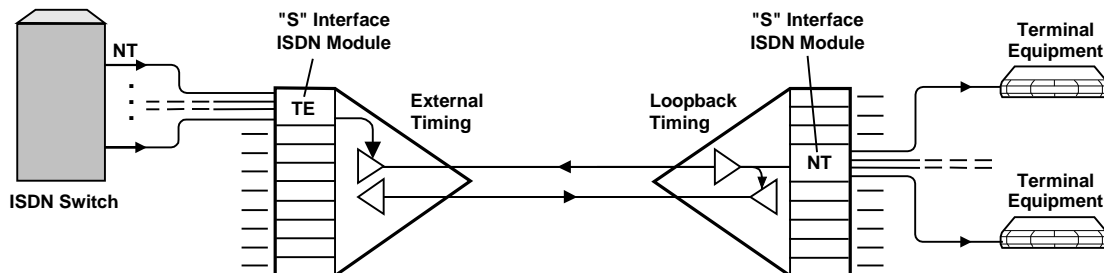 "S" Interface
ISDN Module
"S" Interface
ISDN Module
Terminal
Equipment
NT
TE
External
Timing
Loopback
Timing
NT
ISDN Switch
Terminal
Equipment